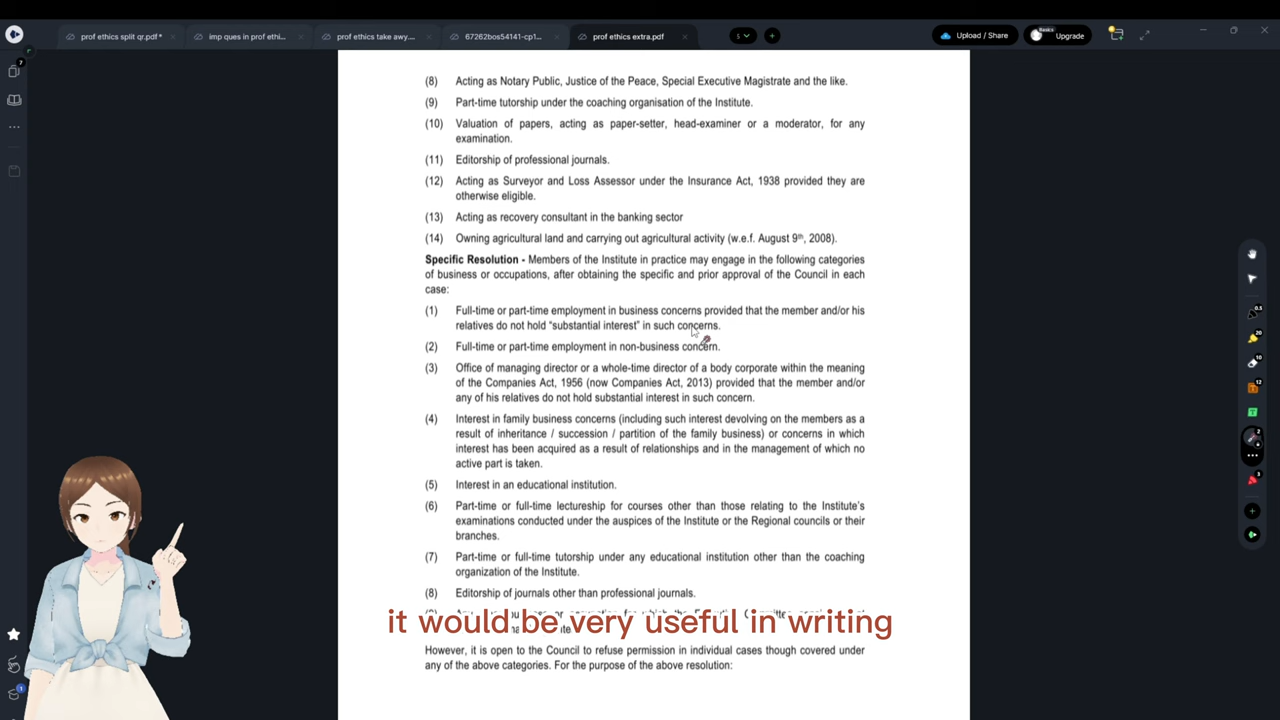 prof ethics split qr.pdf*
imp ques in prof ethi...
prof ethics take awy....
67262bos54141-cp1...
prof ethics extra.pdf
5
Upload / Share
Upgrade
(8) Acting as Notary Public, Justice of the Peace, Special Executive Magistrate and the like.
(9) Part-time tutorship under the coaching organisation of the Institute.
(10) Valuation of papers, acting as paper-setter, head-examiner or a moderator, for any
examination.
(11) Editorship of professional journals.
(12) Acting as Surveyor and Loss Assessor under the Insurance Act, 1938 provided they are
otherwise eligible.
(13) Acting as recovery consultant in the banking sector
(14) Owning agricultural land and carrying out agricultural activity (w.e.f. August 9th, 2008).
Specific Resolution - Members of the Institute in practice may engage in the following categories
of business or occupations, after obtaining the specific and prior approval of the Council in each
case:
(1) Full-time or part-time employment in business concerns provided that the member and/or his
relatives do not hold “substantial interest” in such concerns.
(2) Full-time or part-time employment in non-business concern.
(3) Office of managing director or a whole-time director of a body corporate within the meaning
of the Companies Act, 1956 (now Companies Act, 2013) provided that the member and/or
any of his relatives do not hold substantial interest in such concern.
(4) Interest in family business concerns (including such interest devolving on the members as a
result of inheritance / succession / partition of the family business) or concerns in which
interest has been acquired as a result of relationships and in the management of which no
active part is taken.
(5) Interest in an educational institution.
(6) Part-time or full-time lectureship for courses other than those relating to the Institute's
examinations conducted under the auspices of the Institute or the Regional councils or their
branches.
(7) Part-time or full-time tutorship under any educational institution other than the coaching
organization of the Institute.
(8) Editorship of journals other than professional journals.
it would be very useful in writing
However, it is open to the Council to refuse permission in individual cases though covered under
any of the above categories. For the purpose of the above resolution: